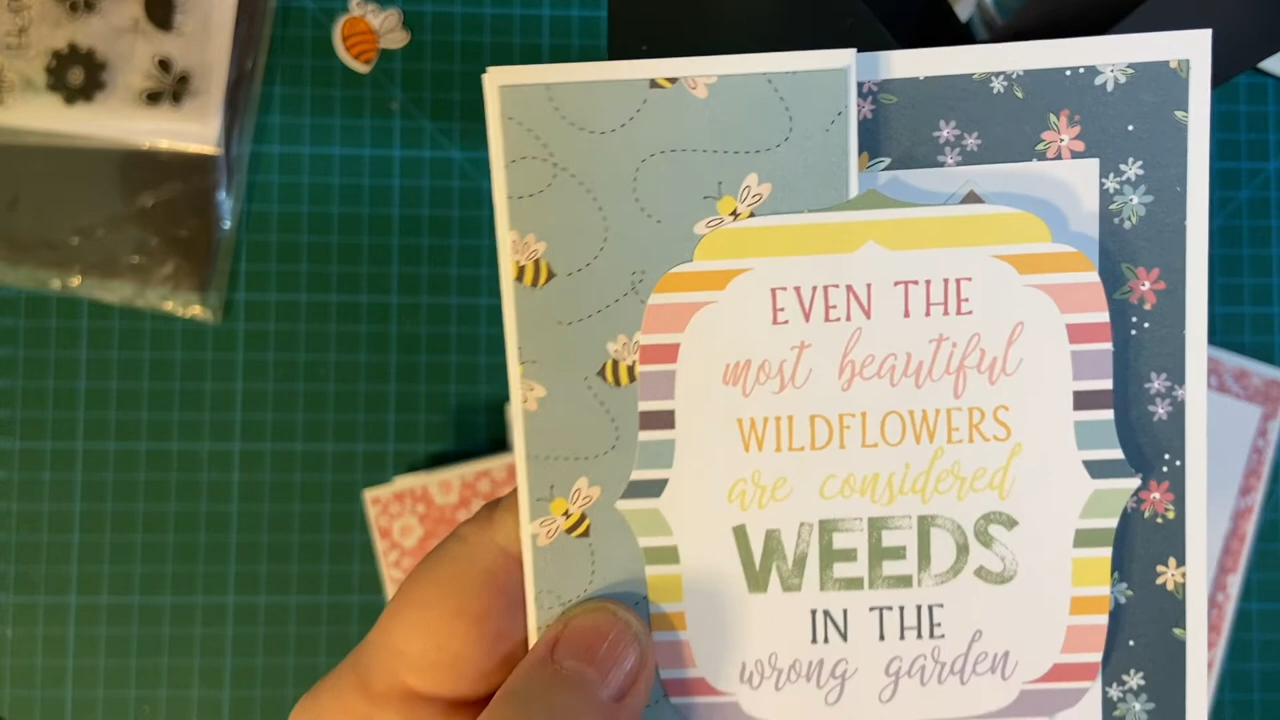 EVEN THE
most beautiful
WILDFLOWERS
are considered
WEEDS
IN THE
wrong garden